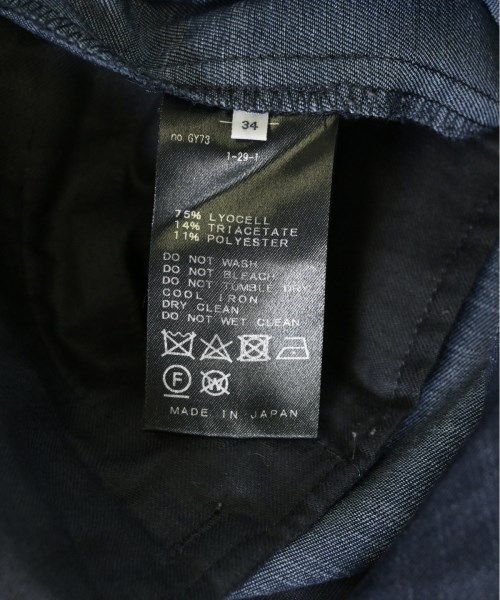 34
no. GY73
1-29-1
75% LYOCELL
14% TRIACETATE
11% POLYESTER
DO NOT WASH
DO NOT BLEACH
DO NOT TUMBLE DRY
COOL IRON
DRY CLEAN
DO NOT WET CLEAN
F W
MADE IN JAPAN